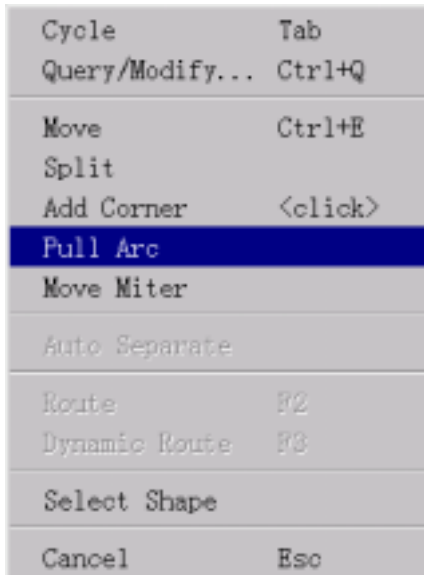 Cycle Tab
Query/Modify... Ctrl+Q
Move Ctrl+E
Split
Add Corner <click>
Pull Arc
Move Miter
Auto Separate
Route F2
Dynamic Route F3
Select Shape
Cancel Esc